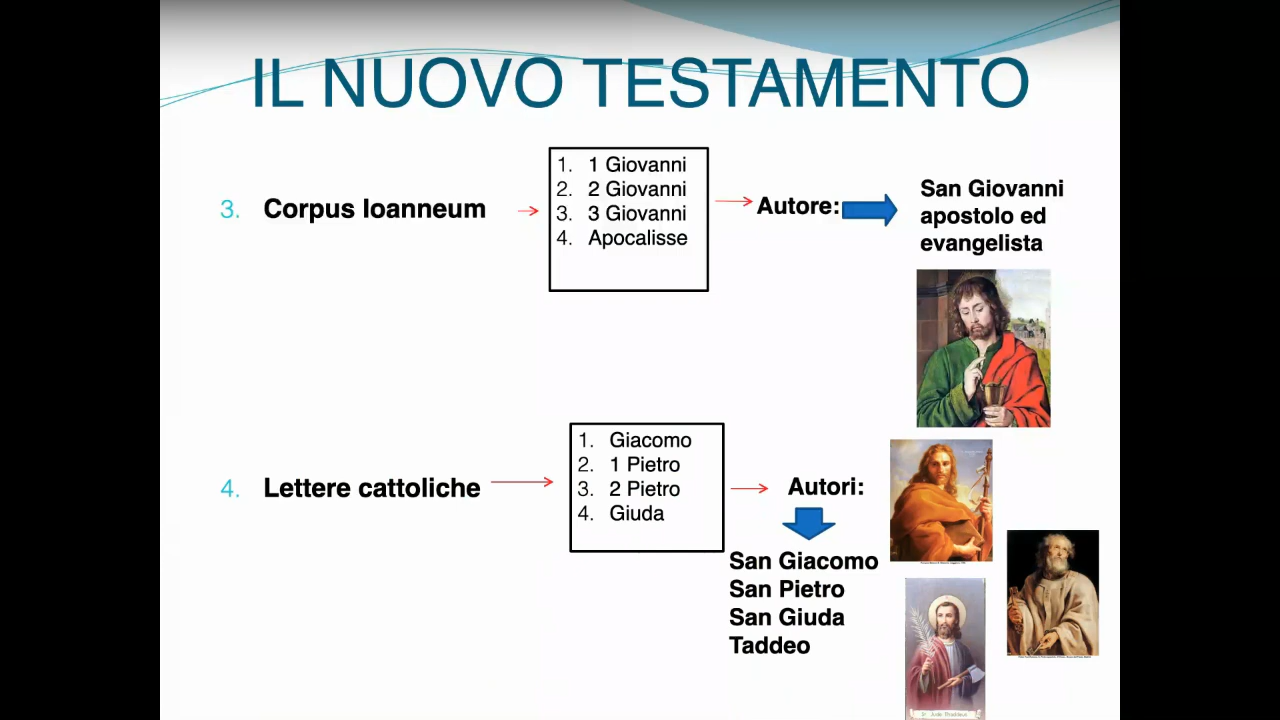 IL NUOVO TESTAMENTO
3. Corpus Ioanneum
1. 1 Giovanni
2. 2 Giovanni
3. 3 Giovanni
4. Apocalisse
Autore:
San Giovanni
apostolo ed
evangelista
4. Lettere cattoliche
1. Giacomo
2. 1 Pietro
3. 2 Pietro
4. Giuda
Autori:
San Giacomo
San Pietro
San Giuda
Taddeo